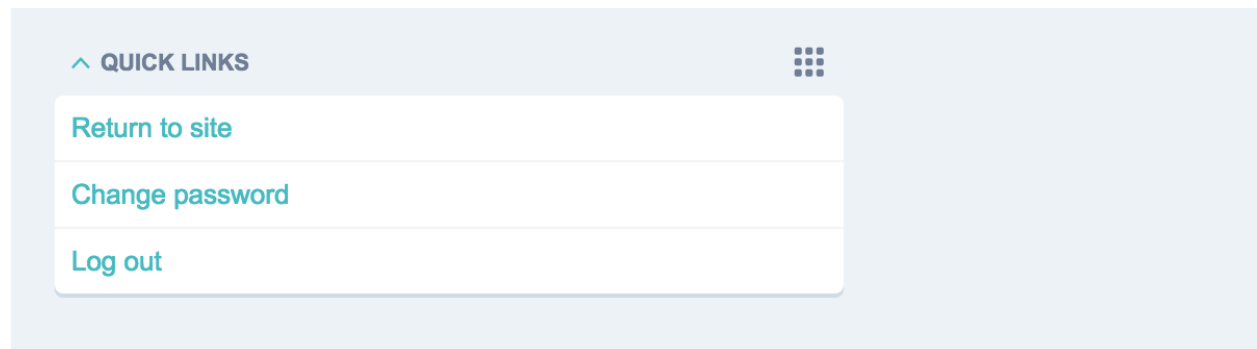 QUICK LINKS
Return to site
Change password
Log out